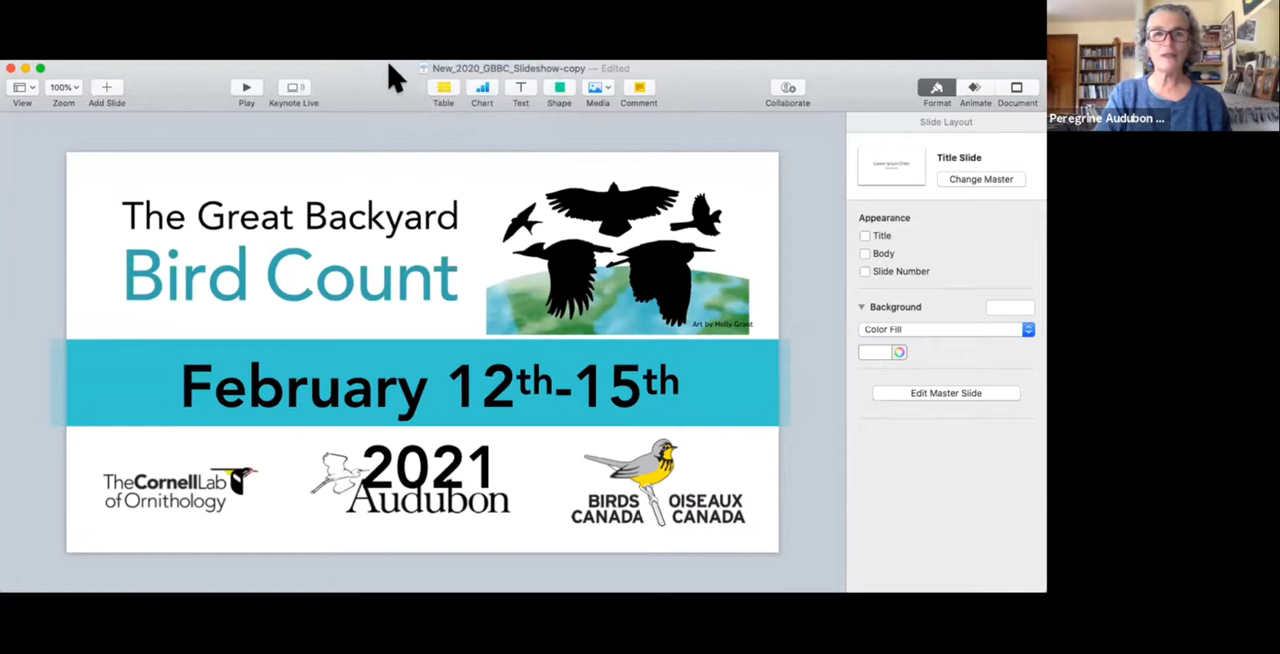 New_2020_GBBC_Slideshow-copy — Edited
100%
View
Zoom
Add Slide
Play
Keynote Live
Table
Chart
Text
Shape
Media
Comment
Collaborate
Format
Animate
Document
Peregrine Audubon ...
Slide Layout
Title Slide
Change Master
Appearance
Title
Body
Slide Number
Background
Color Fill
Edit Master Slide
The Great Backyard
Bird Count
Art by Holly Grant
February 12th-15th
2021
TheCornellLab
of Ornithology
Audubon
BIRDS
CANADA
OISEAUX
CANADA